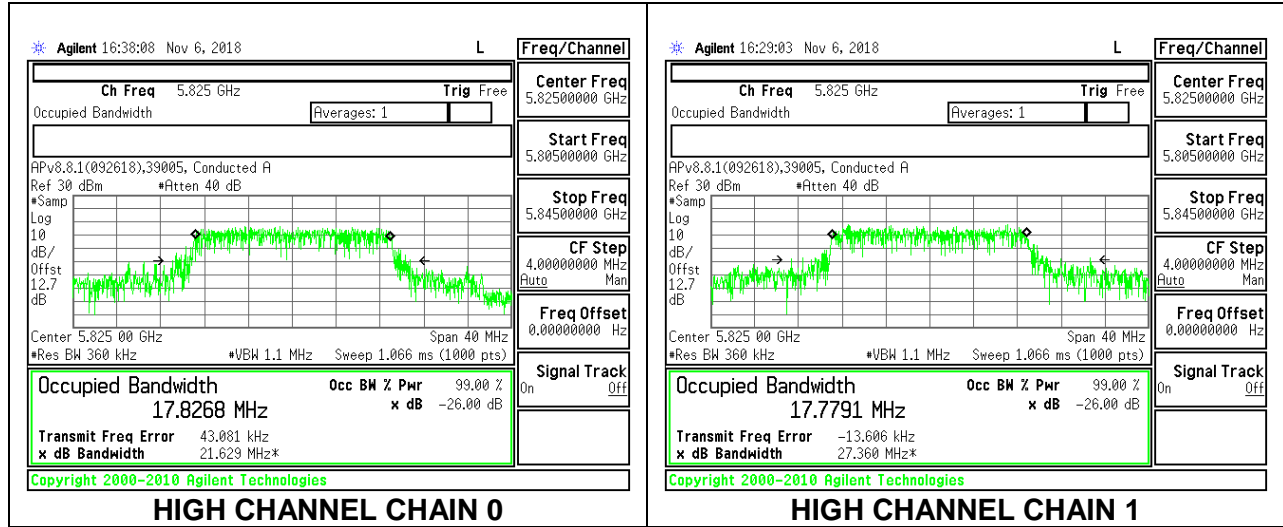 Agilent 16:38:08 Nov 6, 2018 L Freq/Channel
Ch Freq 5.825 GHz Trig Free
Occupied Bandwidth Averages: 1
Center Freq
5.82500000 GHz
Start Freq
5.80500000 GHz
APv8.8.1(092618),39005, Conducted A
Ref 30 dBm #Atten 40 dB
#Samp
Log
10
dB/
Offst
12.7
dB
Stop Freq
5.84500000 GHz
CF Step
4.00000000 MHz
Auto Man
Freq Offset
0.00000000 Hz
Center 5.825 00 GHz Span 40 MHz
#Res BW 360 kHz #VBW 1.1 MHz Sweep 1.066 ms (1000 pts)
Signal Track
On Off
Occupied Bandwidth Occ BW % Pwr 99.00 %
17.8268 MHz x dB -26.00 dB
Transmit Freq Error 43.081 kHz
x dB Bandwidth 21.629 MHz*
Copyright 2000-2010 Agilent Technologies
HIGH CHANNEL CHAIN 0
Agilent 16:29:03 Nov 6, 2018 L Freq/Channel
Ch Freq 5.825 GHz Trig Free
Occupied Bandwidth Averages: 1
Center Freq
5.82500000 GHz
Start Freq
5.80500000 GHz
APv8.8.1(092618),39005, Conducted A
Ref 30 dBm #Atten 40 dB
#Samp
Log
10
dB/
Offst
12.7
dB
Stop Freq
5.84500000 GHz
CF Step
4.00000000 MHz
Auto Man
Freq Offset
0.00000000 Hz
Center 5.825 00 GHz Span 40 MHz
#Res BW 360 kHz #VBW 1.1 MHz Sweep 1.066 ms (1000 pts)
Signal Track
On Off
Occupied Bandwidth Occ BW % Pwr 99.00 %
17.7791 MHz x dB -26.00 dB
Transmit Freq Error -13.606 kHz
x dB Bandwidth 27.360 MHz*
Copyright 2000-2010 Agilent Technologies
HIGH CHANNEL CHAIN 1